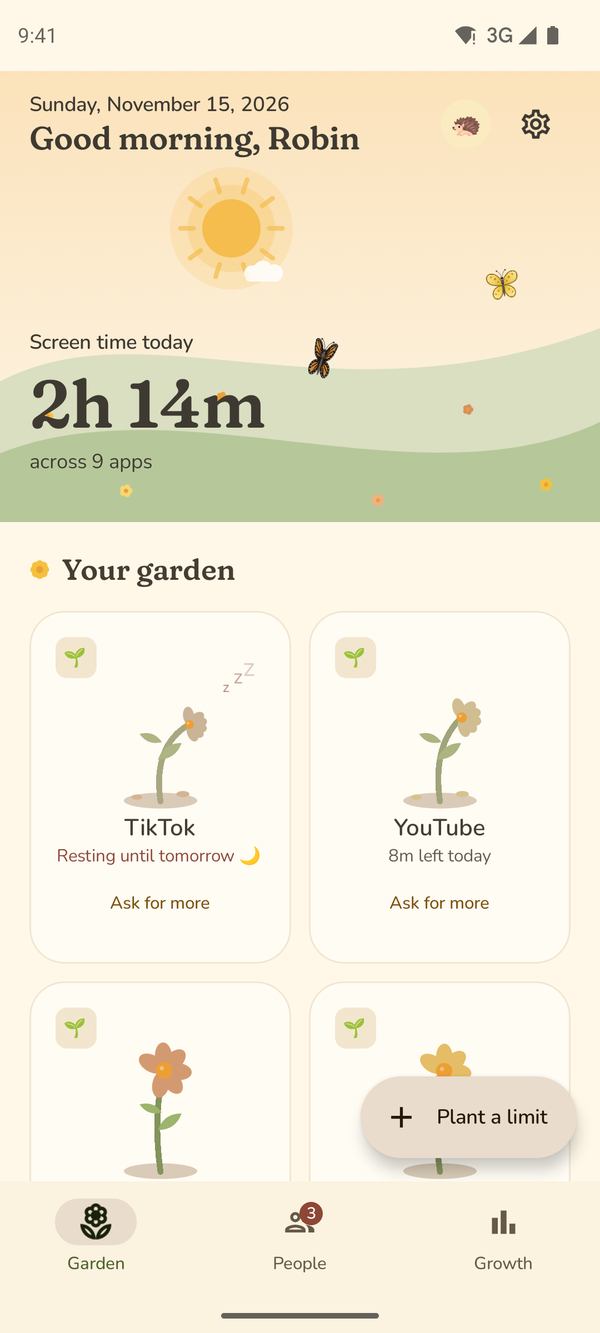 9:41
3G
Sunday, November 15, 2026
Good morning, Robin
Screen time today
2h 14m
across 9 apps
Your garden
z z Z
TikTok
Resting until tomorrow 🌙
Ask for more
YouTube
8m left today
Ask for more
Plant a limit
Garden
3
People
Growth